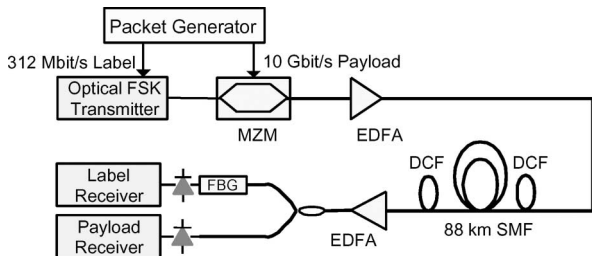 Packet Generator
312 Mbit/s Label
10 Gbit/s Payload
Optical FSK
Transmitter
MZM
EDFA
DCF
DCF
Label
Receiver
FBG
Payload
Receiver
EDFA
88 km SMF